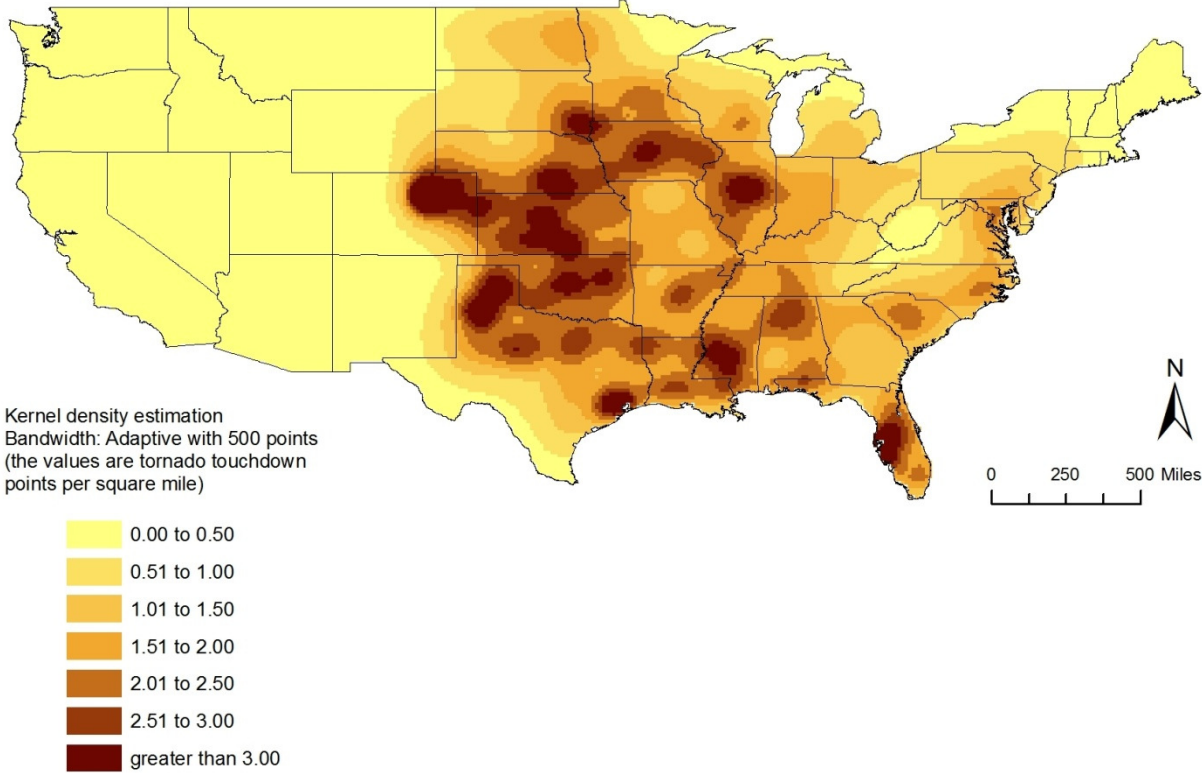 Kernel density estimation
Bandwidth: Adaptive with 500 points
(the values are tornado touchdown
points per square mile)
0.00 to 0.50
0.51 to 1.00
1.01 to 1.50
1.51 to 2.00
2.01 to 2.50
2.51 to 3.00
greater than 3.00
N
0 250 500 Miles